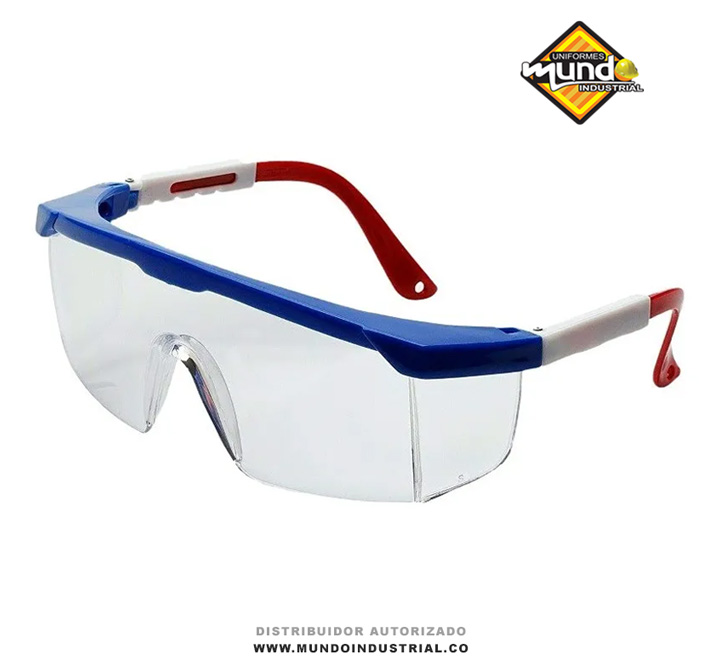 UNIFORMES
mundo
INDUSTRIAL
DISTRIBUIDOR AUTORIZADO
WWW.MUNDOINDUSTRIAL.CO